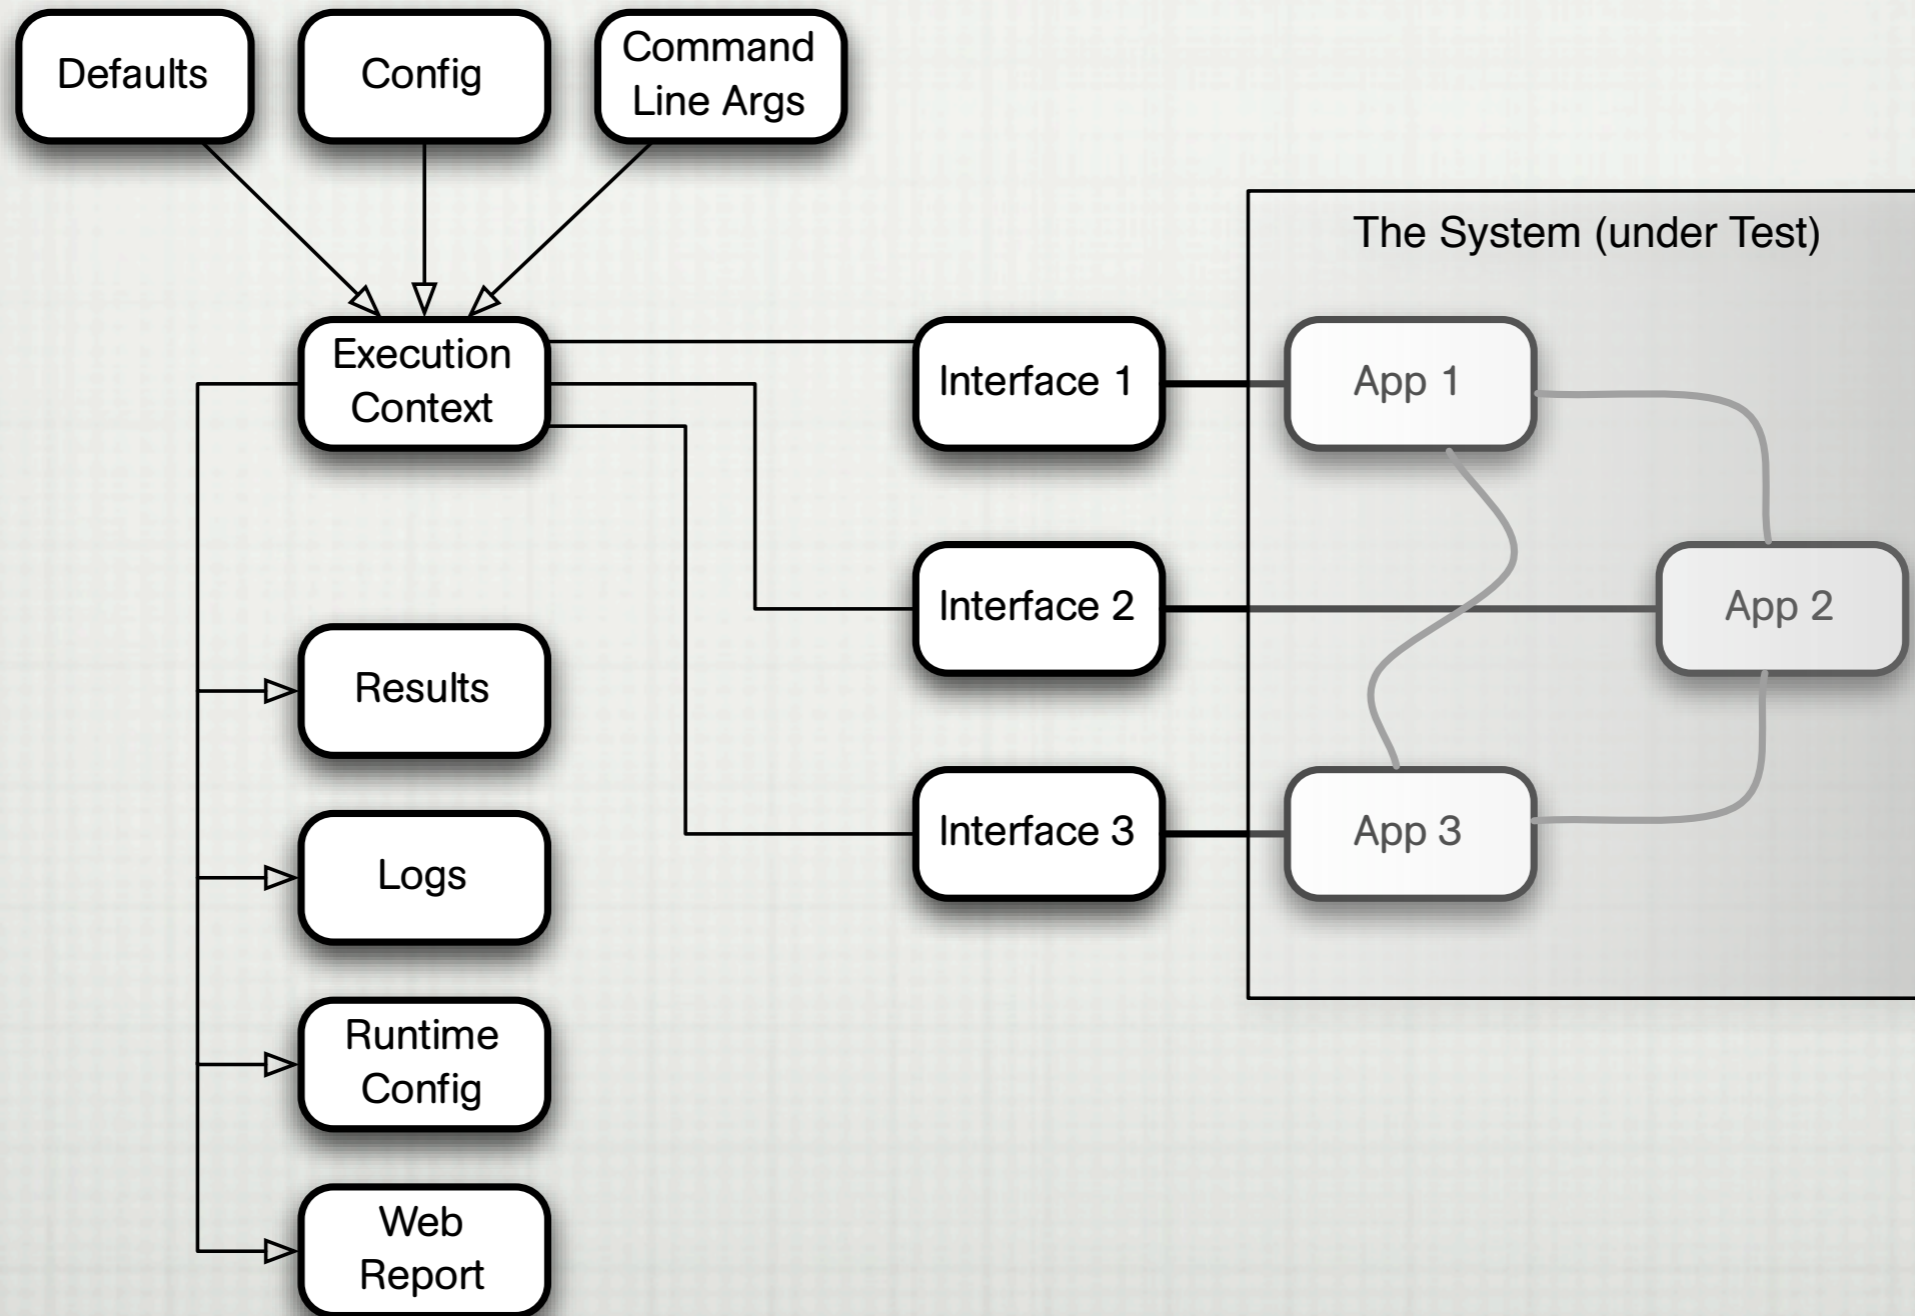 Defaults
Config
Command
Line Args
The System (under Test)
Execution
Context
Interface 1
App 1
Interface 2
App 2
Results
Interface 3
App 3
Logs
Runtime
Config
Web
Report